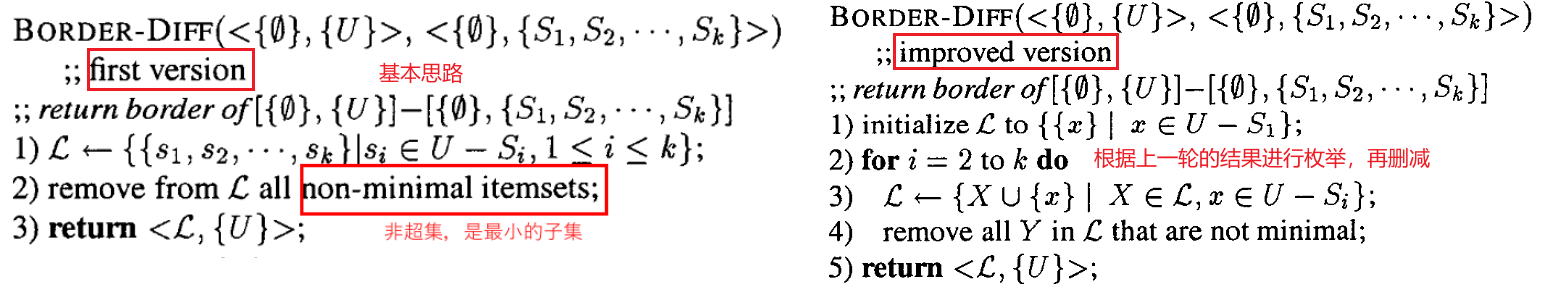 BORDER-DIFF(<{∅}, {U}>, <{∅}, {S₁, S₂, ···, Sₖ}>)
;; first version
基本思路
;; return border of [{∅}, {U}]−[{∅}, {S₁, S₂, ···, Sₖ}]
1) ℒ ← {{s₁, s₂, ···, sₖ}|sᵢ ∈ U − Sᵢ, 1 ≤ i ≤ k};
2) remove from ℒ all non-minimal itemsets;
3) return <ℒ, {U}>;
非超集，是最小的子集
BORDER-DIFF(<{∅}, {U}>, <{∅}, {S₁, S₂, ···, Sₖ}>)
;; improved version
;; return border of [{∅}, {U}]−[{∅}, {S₁, S₂, ···, Sₖ}]
1) initialize ℒ to {{x} | x ∈ U − S₁};
2) for i = 2 to k do
根据上一轮的结果进行枚举，再删减
3) ℒ ← {X ∪ {x} | X ∈ ℒ, x ∈ U − Sᵢ};
4) remove all Y in ℒ that are not minimal;
5) return <ℒ, {U}>;